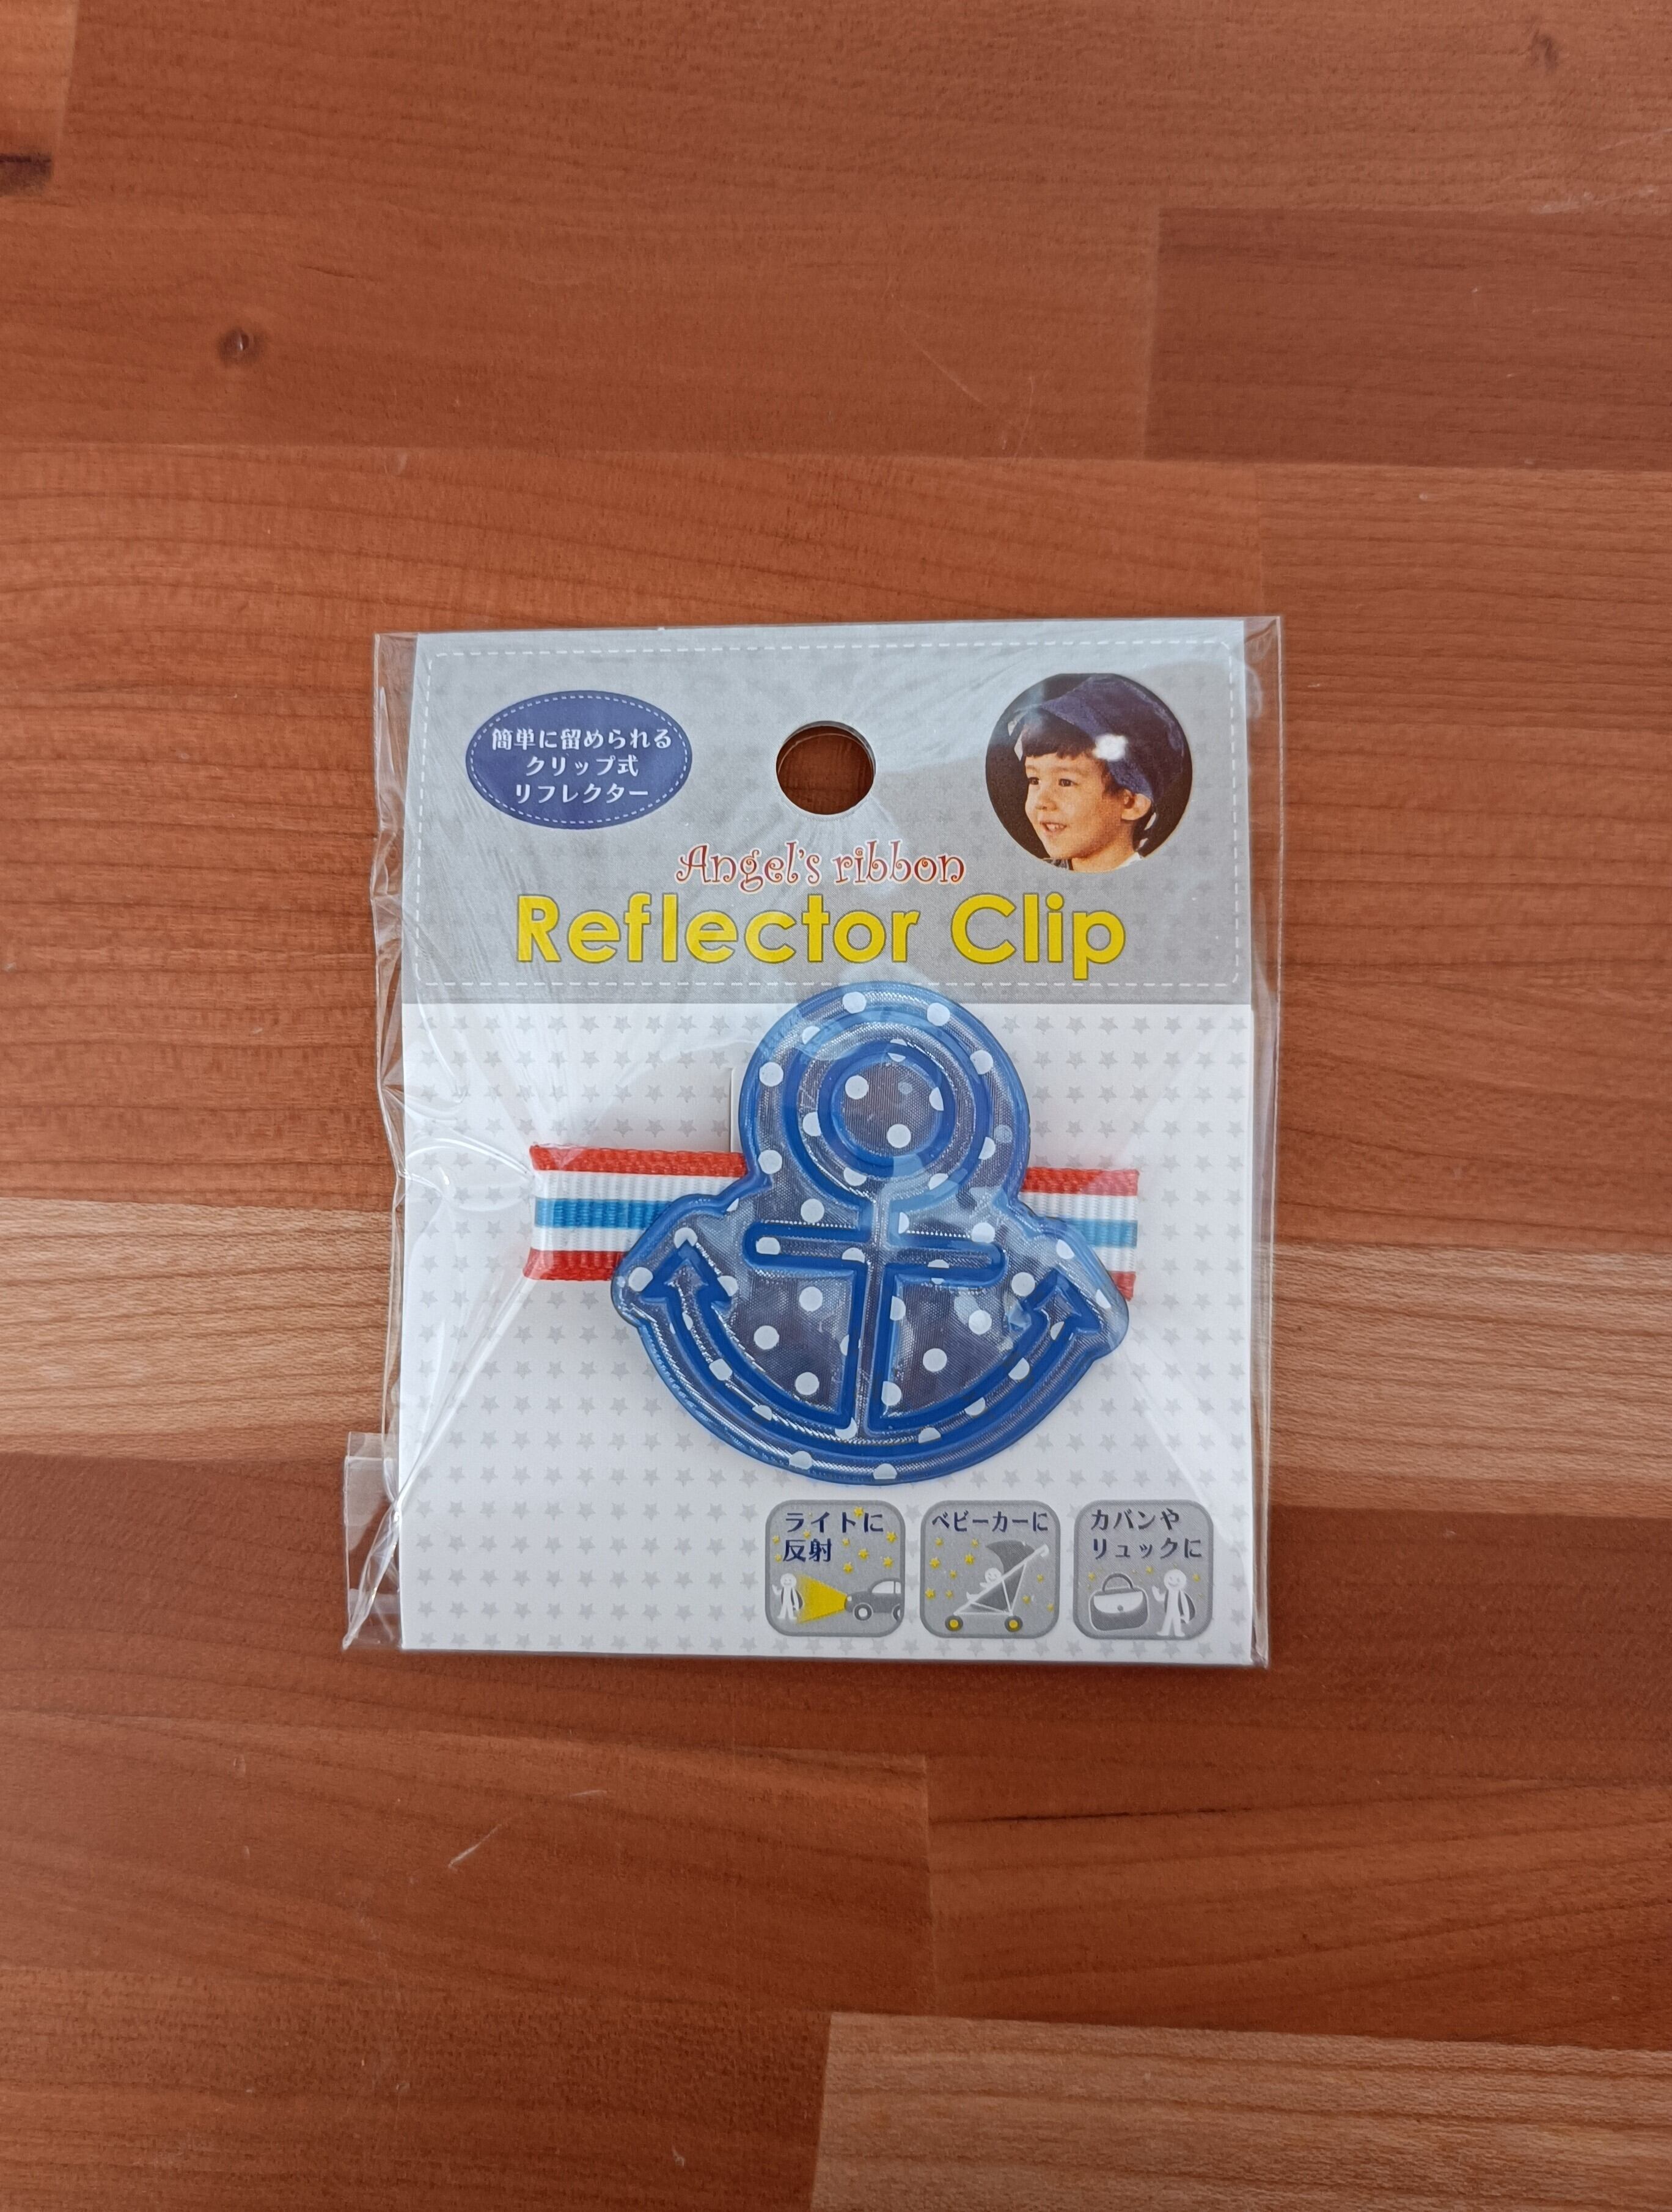 簡単に留められる
クリップ式
リフレクター
Angel's ribbon
Reflector Clip
ライトに
反射
ベビーカーに
カバンや
リュックに